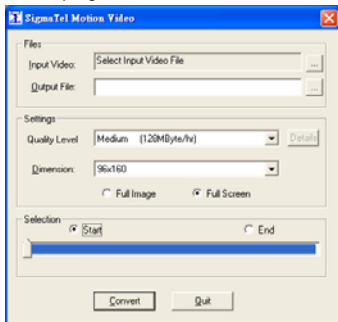 SigmaTel Motion Video
Files
Input Video: Select Input Video File ...
Output File: ...
Settings
Quality Level Medium (128MByte/hr) Details
Dimension: 96x160
Full Image Full Screen
Selection
Start End
Convert Quit